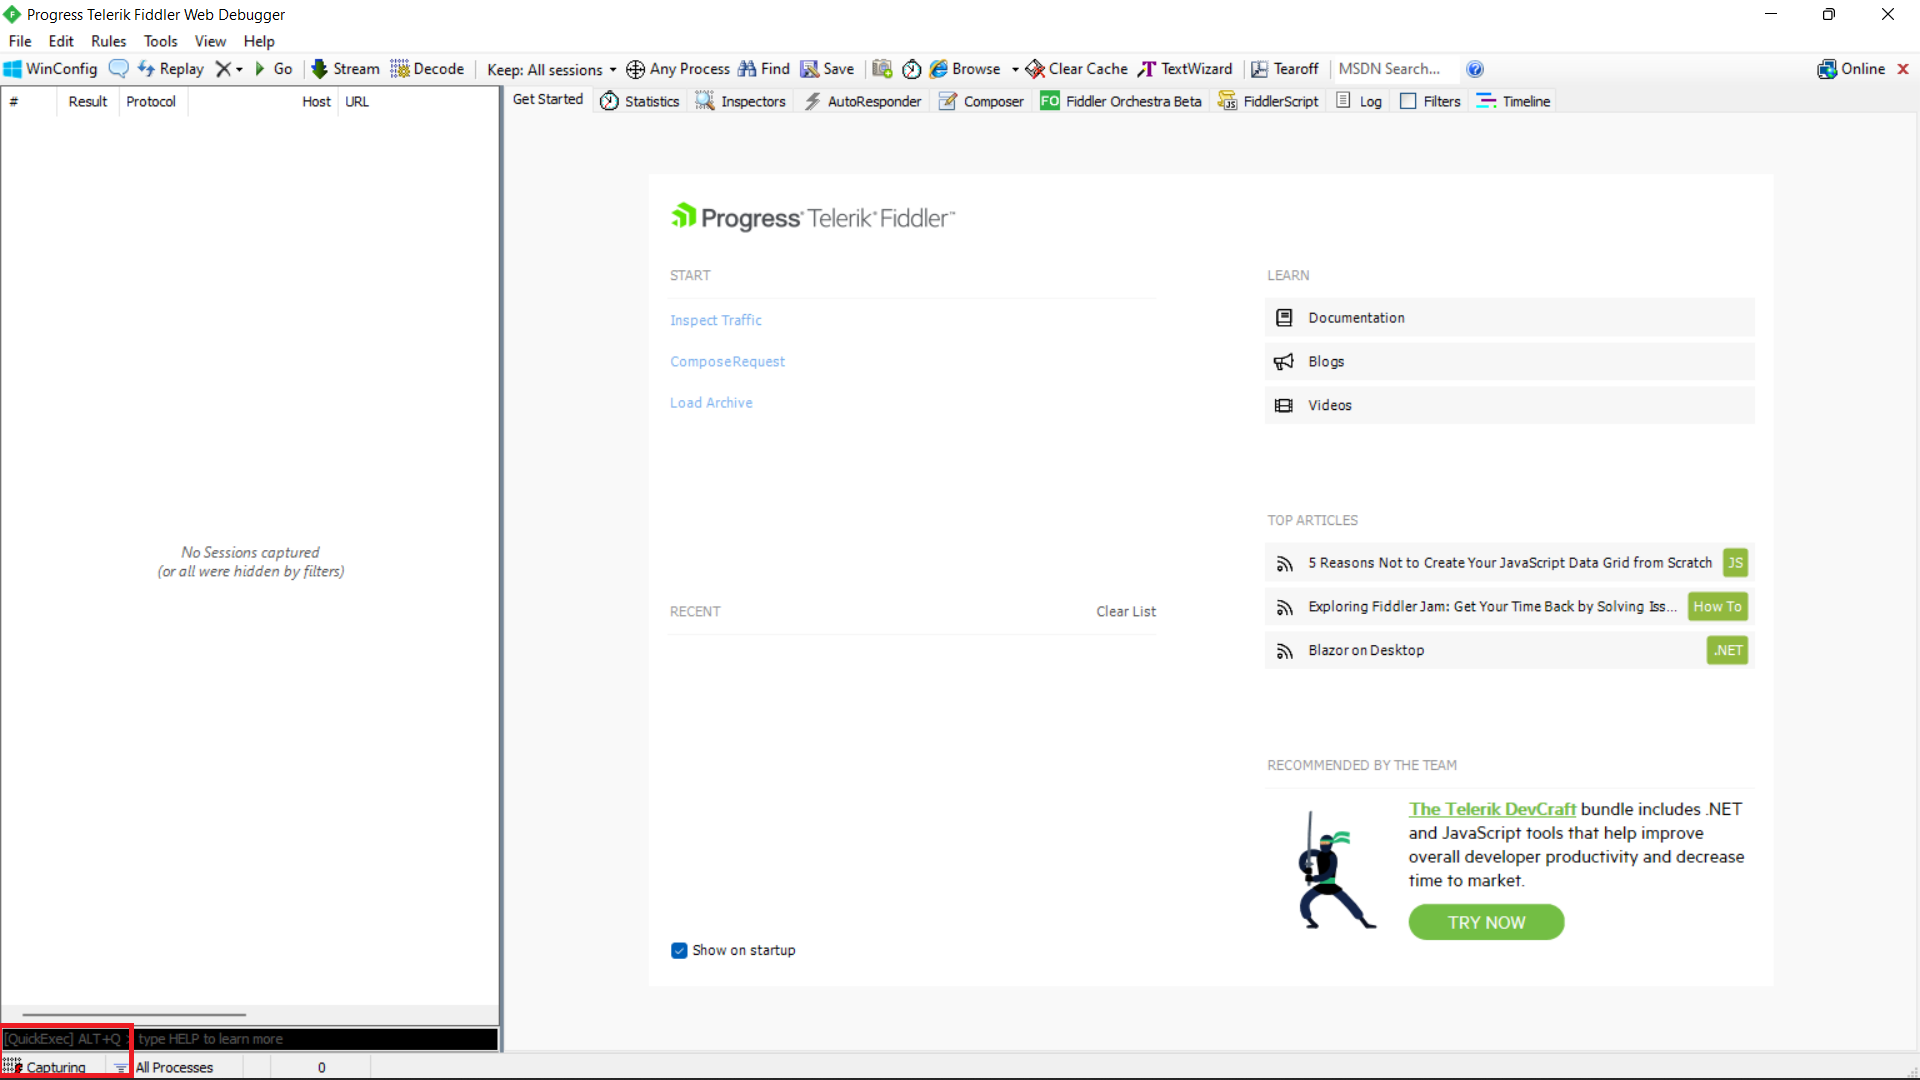 Progress Telerik Fiddler Web Debugger
File Edit Rules Tools View Help
WinConfig Replay Go Stream Decode Keep: All sessions Any Process Find Save Browse Clear Cache TextWizard Tearoff MSDN Search... Online
# Result Protocol Host URL
Get Started Statistics Inspectors AutoResponder Composer FO Fiddler Orchestra Beta FiddlerScript Log Filters Timeline
No Sessions captured
(or all were hidden by filters)
Progress® Telerik® Fiddler™
START
Inspect Traffic
Compose Request
Load Archive
RECENT Clear List
Show on startup
LEARN
Documentation
Blogs
Videos
TOP ARTICLES
5 Reasons Not to Create Your JavaScript Data Grid from Scratch JS
Exploring Fiddler Jam: Get Your Time Back by Solving Iss... How To
Blazor on Desktop .NET
RECOMMENDED BY THE TEAM
The Telerik DevCraft bundle includes .NET
and JavaScript tools that help improve
overall developer productivity and decrease
time to market.
TRY NOW
[QuickExec] ALT+Q > type HELP to learn more
Capturing All Processes 0